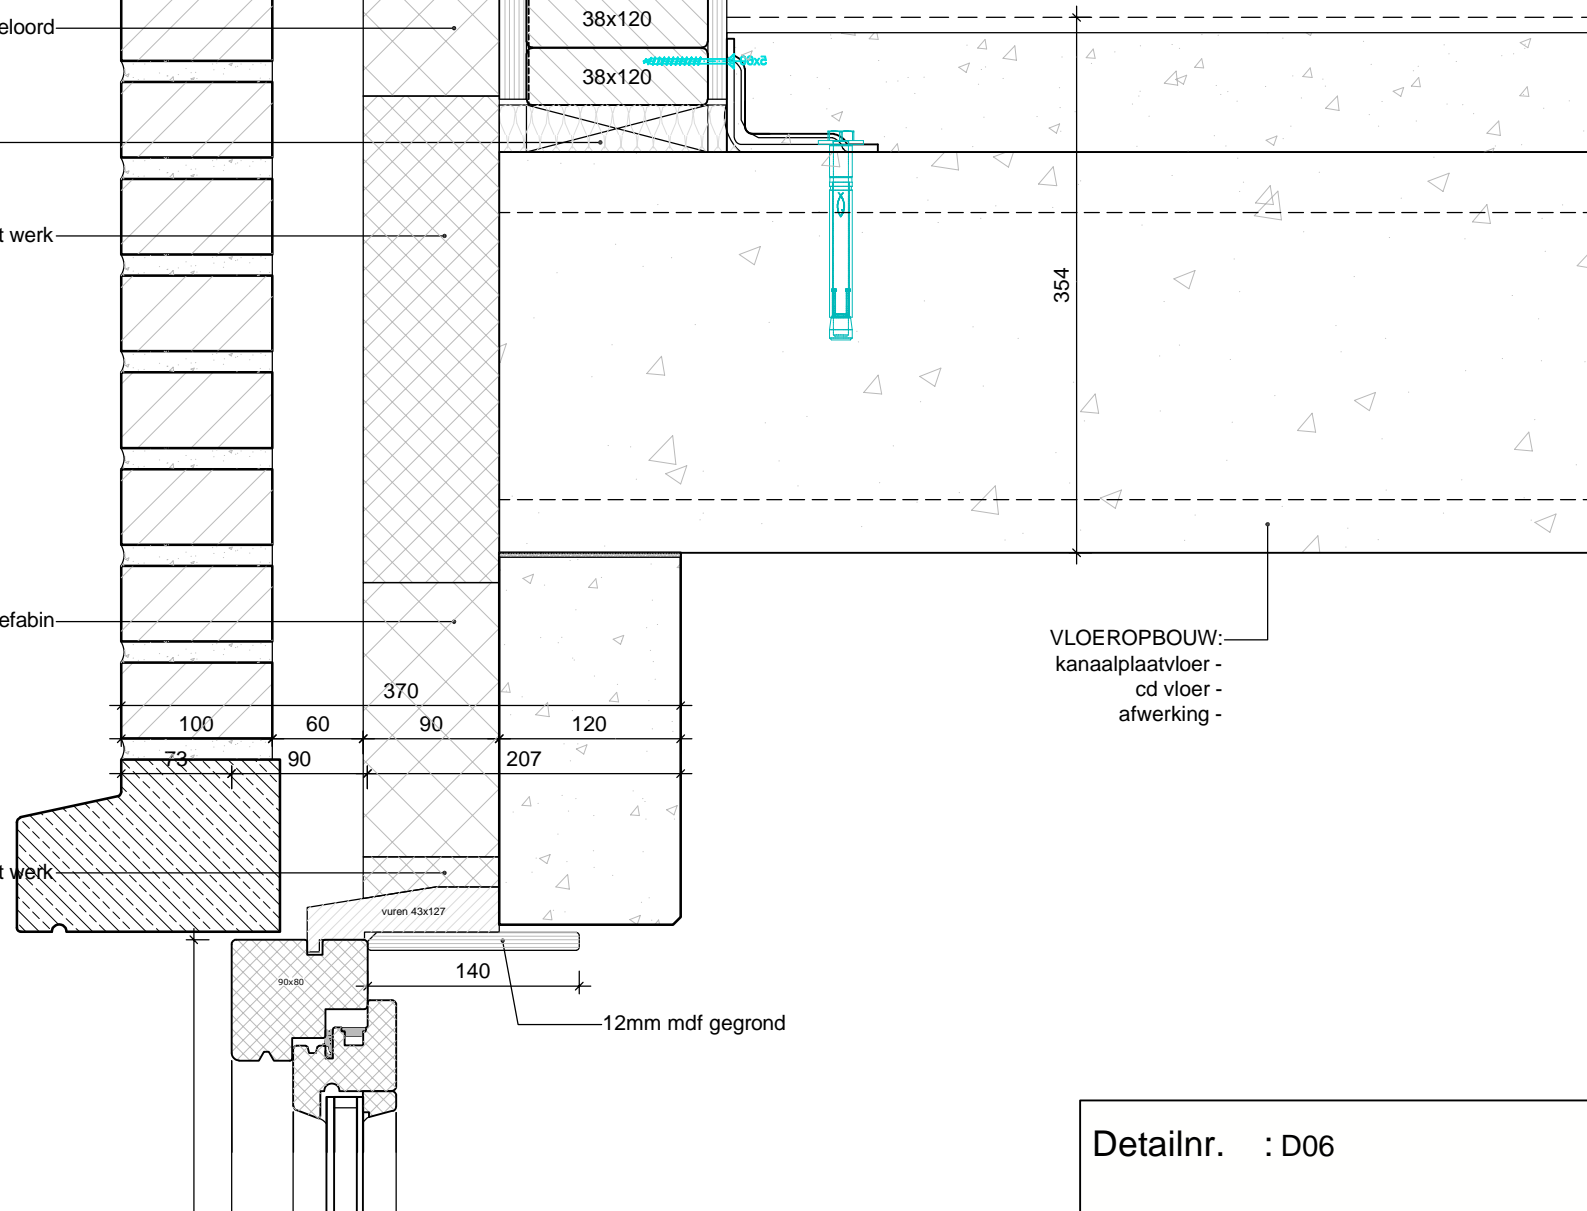 eloord
38x120
38x120
90x5
t werk
354
efabin
VLOEROPBOUW:
kanaalplaatvloer -
cd vloer -
afwerking -
370
100
60
90
120
73
90
207
t werk
vuren 43x127
90x80
140
12mm mdf gegrond
Detailnr. : D06